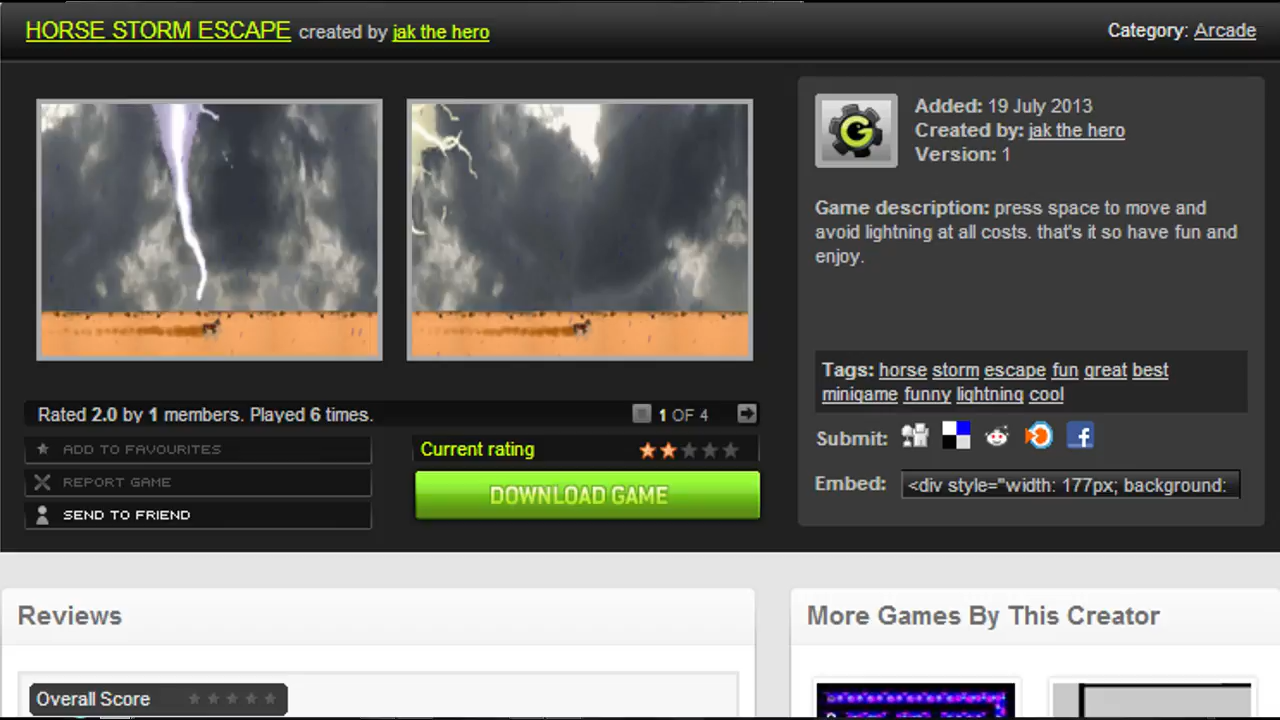 HORSE STORM ESCAPE created by jak the hero
Category: Arcade
Added: 19 July 2013
Created by: jak the hero
Version: 1
Game description: press space to move and
avoid lightning at all costs. that's it so have fun and
enjoy.
Tags: horse storm escape fun great best
minigame funny lightning cool
Rated 2.0 by 1 members. Played 6 times.
1 OF 4
ADD TO FAVOURITES
REPORT GAME
SEND TO FRIEND
Current rating
DOWNLOAD GAME
Submit:
Embed: <div style="width: 177px; background:
Reviews
Overall Score
More Games By This Creator